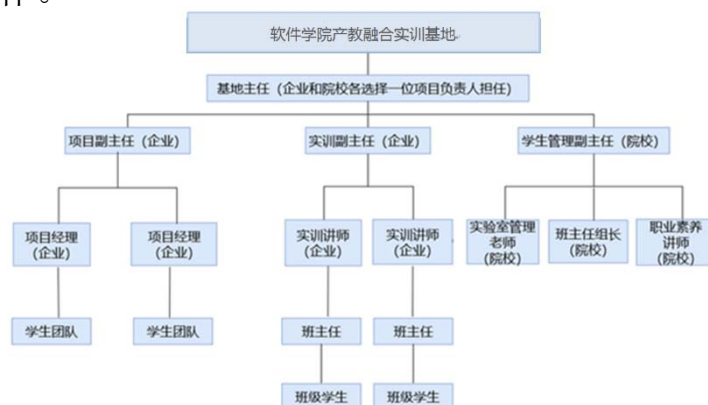 软件学院产教融合实训基地
基地主任（企业和院校各选择一位项目负责人担任）
项目副主任（企业）
实训副主任（企业）
学生管理副主任（院校）
项目经理
（企业）
项目经理
（企业）
实训讲师
（企业）
实训讲师
（企业）
实验室管理
老师
（院校）
班主任组长
（院校）
职业素养
讲师
（院校）
学生团队
学生团队
班主任
班主任
班级学生
班级学生